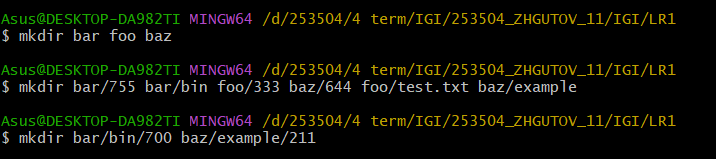 Asus@DESKTOP-DA982TI MINGW64 /d/253504/4 term/IGI/253504_ZHGUTOV_11/IGI/LR1
$ mkdir bar foo baz
Asus@DESKTOP-DA982TI MINGW64 /d/253504/4 term/IGI/253504_ZHGUTOV_11/IGI/LR1
$ mkdir bar/755 bar/bin foo/333 baz/644 foo/test.txt baz/example
Asus@DESKTOP-DA982TI MINGW64 /d/253504/4 term/IGI/253504_ZHGUTOV_11/IGI/LR1
$ mkdir bar/bin/700 baz/example/211